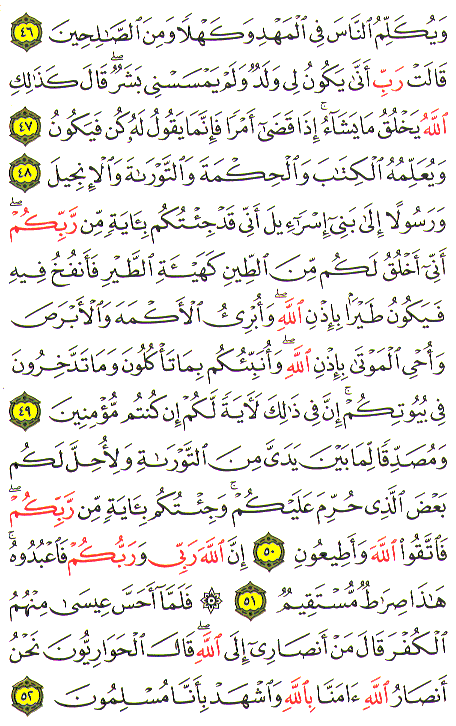 وَيُكَلِّمُ ٱلنَّاسَ فِى ٱلْمَهْدِ وَكَهْلًا وَمِنَ ٱلصَّٰلِحِينَ ٤٦
قَالَتْ رَبِّ أَنَّىٰ يَكُونُ لِى وَلَدٌ وَلَمْ يَمْسَسْنِى بَشَرٌۖ قَالَ كَذَٰلِكِ
ٱللَّهُ يَخْلُقُ مَا يَشَآءُۚ إِذَا قَضَىٰٓ أَمْرًا فَإِنَّمَا يَقُولُ لَهُۥ كُن فَيَكُونُ ٤٧
وَيُعَلِّمُهُ ٱلْكِتَٰبَ وَٱلْحِكْمَةَ وَٱلتَّوْرَىٰةَ وَٱلْإِنجِيلَ ٤٨
وَرَسُولًا إِلَىٰ بَنِىٓ إِسْرَٰٓءِيلَ أَنِّى قَدْ جِئْتُكُم بِـَٔايَةٍ مِّن رَّبِّكُمْۖ
أَنِّىٓ أَخْلُقُ لَكُم مِّنَ ٱلطِّينِ كَهَيْـَٔةِ ٱلطَّيْرِ فَأَنفُخُ فِيهِ
فَيَكُونُ طَيْرًۢا بِإِذْنِ ٱللَّهِۖ وَأُبْرِئُ ٱلْأَكْمَهَ وَٱلْأَبْرَصَ
وَأُحْىِ ٱلْمَوْتَىٰ بِإِذْنِ ٱللَّهِۖ وَأُنَبِّئُكُم بِمَا تَأْكُلُونَ وَمَا تَدَّخِرُونَ
فِى بُيُوتِكُمْۚ إِنَّ فِى ذَٰلِكَ لَـَٔايَةً لَّكُمْ إِن كُنتُم مُّؤْمِنِينَ ٤٩
وَمُصَدِّقًا لِّمَا بَيْنَ يَدَىَّ مِنَ ٱلتَّوْرَىٰةِ وَلِأُحِلَّ لَكُم
بَعْضَ ٱلَّذِى حُرِّمَ عَلَيْكُمْۚ وَجِئْتُكُم بِـَٔايَةٍ مِّن رَّبِّكُمْۖ
فَٱتَّقُوا۟ ٱللَّهَ وَأَطِيعُونِ ٥٠ إِنَّ ٱللَّهَ رَبِّى وَرَبُّكُمْ فَٱعْبُدُوهُۚ
هَٰذَا صِرَٰطٌ مُّسْتَقِيمٌ ٥١ ۞ فَلَمَّآ أَحَسَّ عِيسَىٰ مِنْهُمُ
ٱلْكُفْرَ قَالَ مَنْ أَنصَارِىٓ إِلَى ٱللَّهِۖ قَالَ ٱلْحَوَارِيُّونَ نَحْنُ
أَنصَارُ ٱللَّهِ ءَامَنَّا بِٱللَّهِ وَٱشْهَدْ بِأَنَّا مُسْلِمُونَ ٥٢